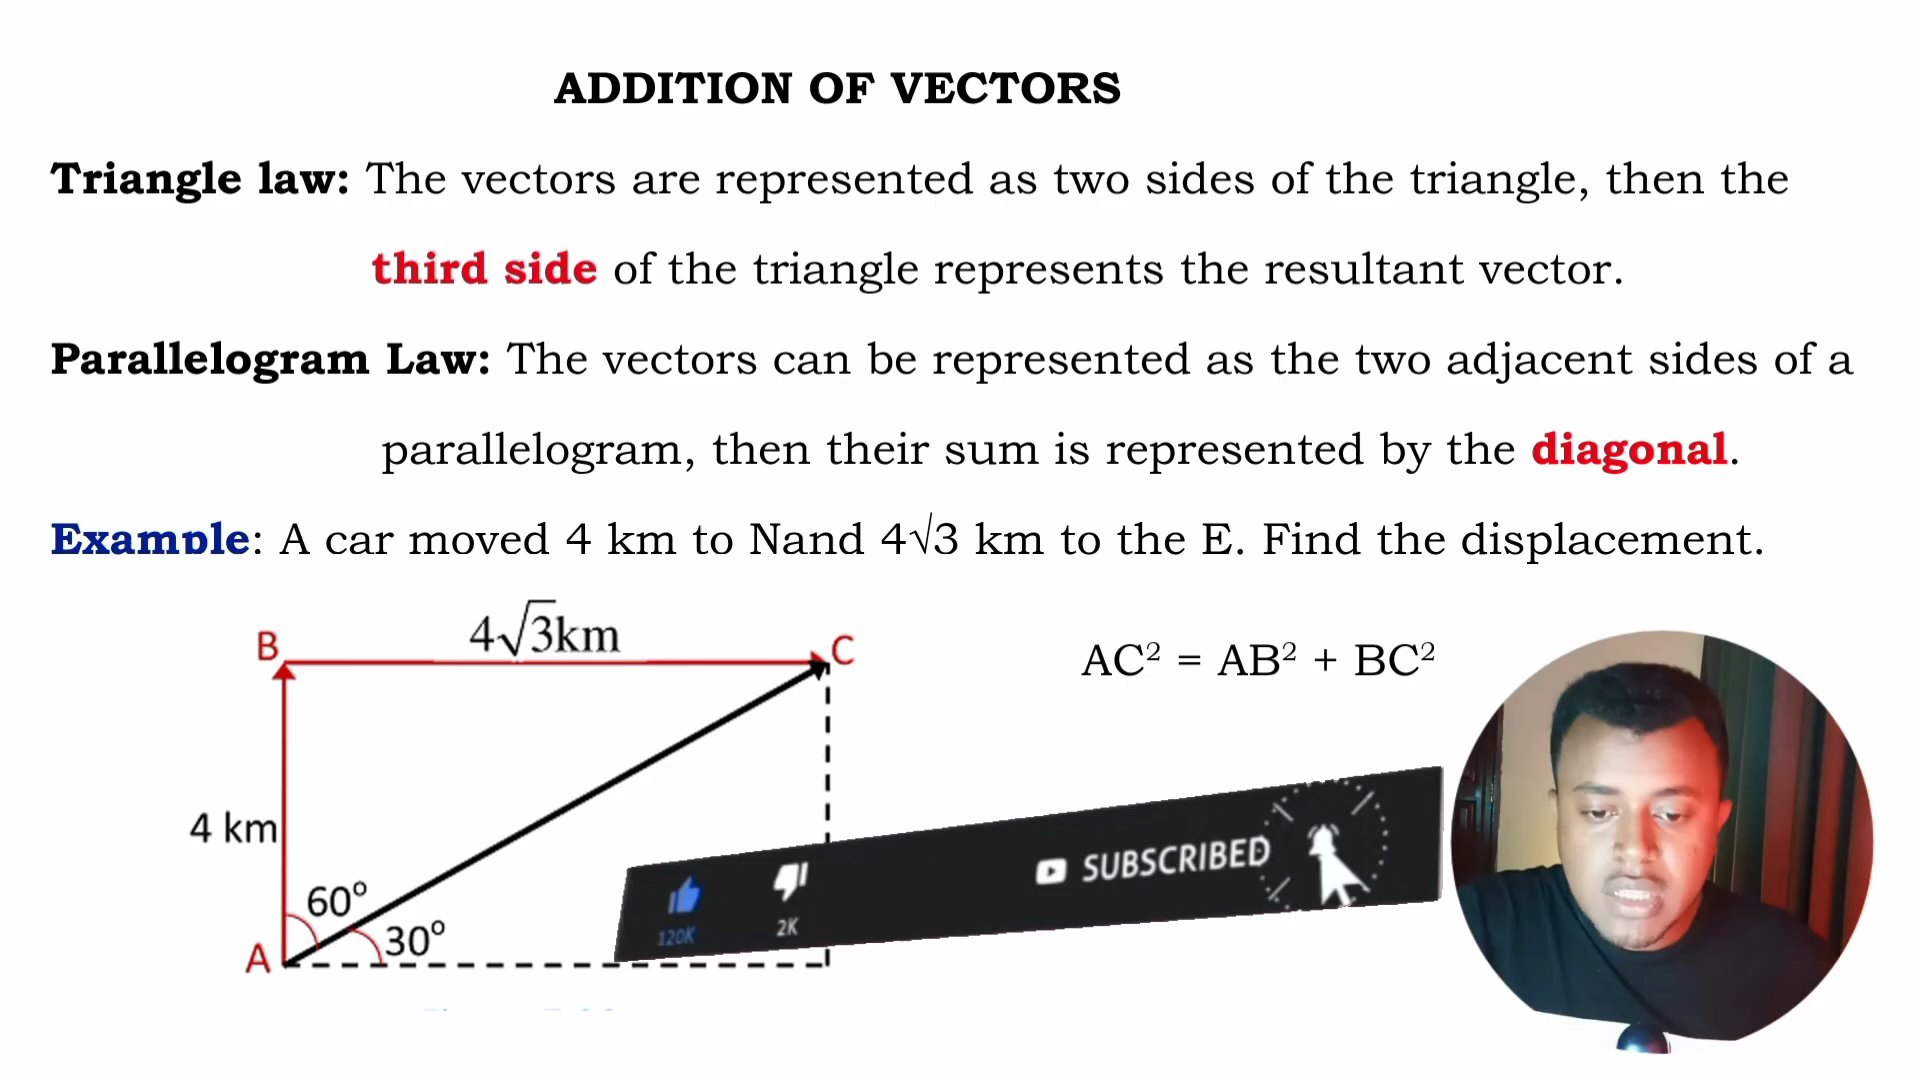 ADDITION OF VECTORS
Triangle law: The vectors are represented as two sides of the triangle, then the
third side of the triangle represents the resultant vector.
Parallelogram Law: The vectors can be represented as the two adjacent sides of a
parallelogram, then their sum is represented by the diagonal.
Example: A car moved 4 km to Nand 4√3 km to the E. Find the displacement.
B
4√3km
C
AC² = AB² + BC²
4 km
60º
30º
A
120K
2K
SUBSCRIBED